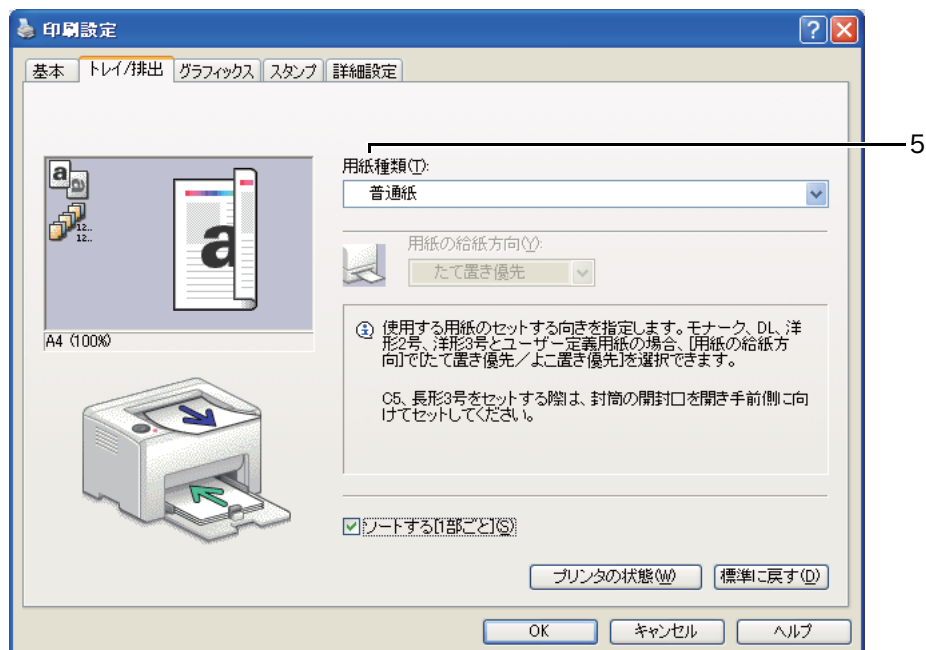 印刷設定
基本 トレイ/排出 グラフィックス スタンプ 詳細設定
5
用紙種類(T):
a
a
普通紙
12..
12..
a
用紙の給紙方向(Y):
たて置き優先
A4 (100%)
使用する用紙のセットする向きを指定します。モナーク、DL、洋
形2号、洋形3号とユーザー定義用紙の場合、[用紙の給紙方
向]で[たて置き優先/よこ置き優先]を選択できます。
C5、長形3号をセットする際は、封筒の開封口を開き手前側に向
けてセットしてください。
ソートする[1部ごと](S)
プリンタの状態(W) 標準に戻す(D)
OK キャンセル ヘルプ